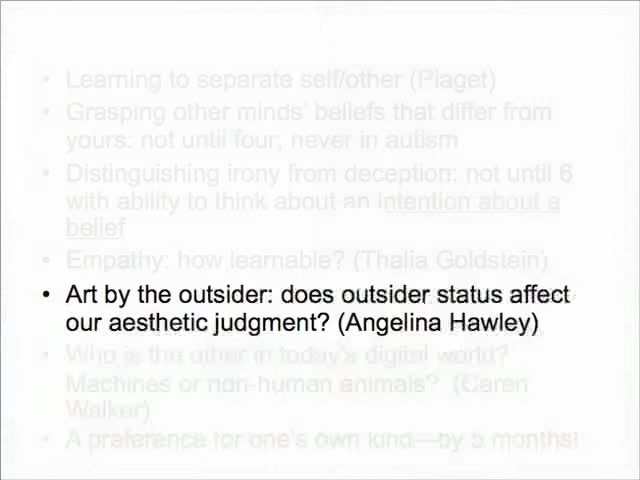 • Learning to separate self/other (Piaget)
• Grasping other minds' beliefs that differ from
yours: not until four; never in autism
• Distinguishing irony from deception: not until 6
with ability to think about an intention about a
belief
• Empathy: how learnable? (Thalia Goldstein)
• Art by the outsider: does outsider status affect
our aesthetic judgment? (Angelina Hawley)
• Who is the other in today's digital world?
Machines or non-human animals? (Caren
Walker)
• A preference for one's own kind—by 5 months!